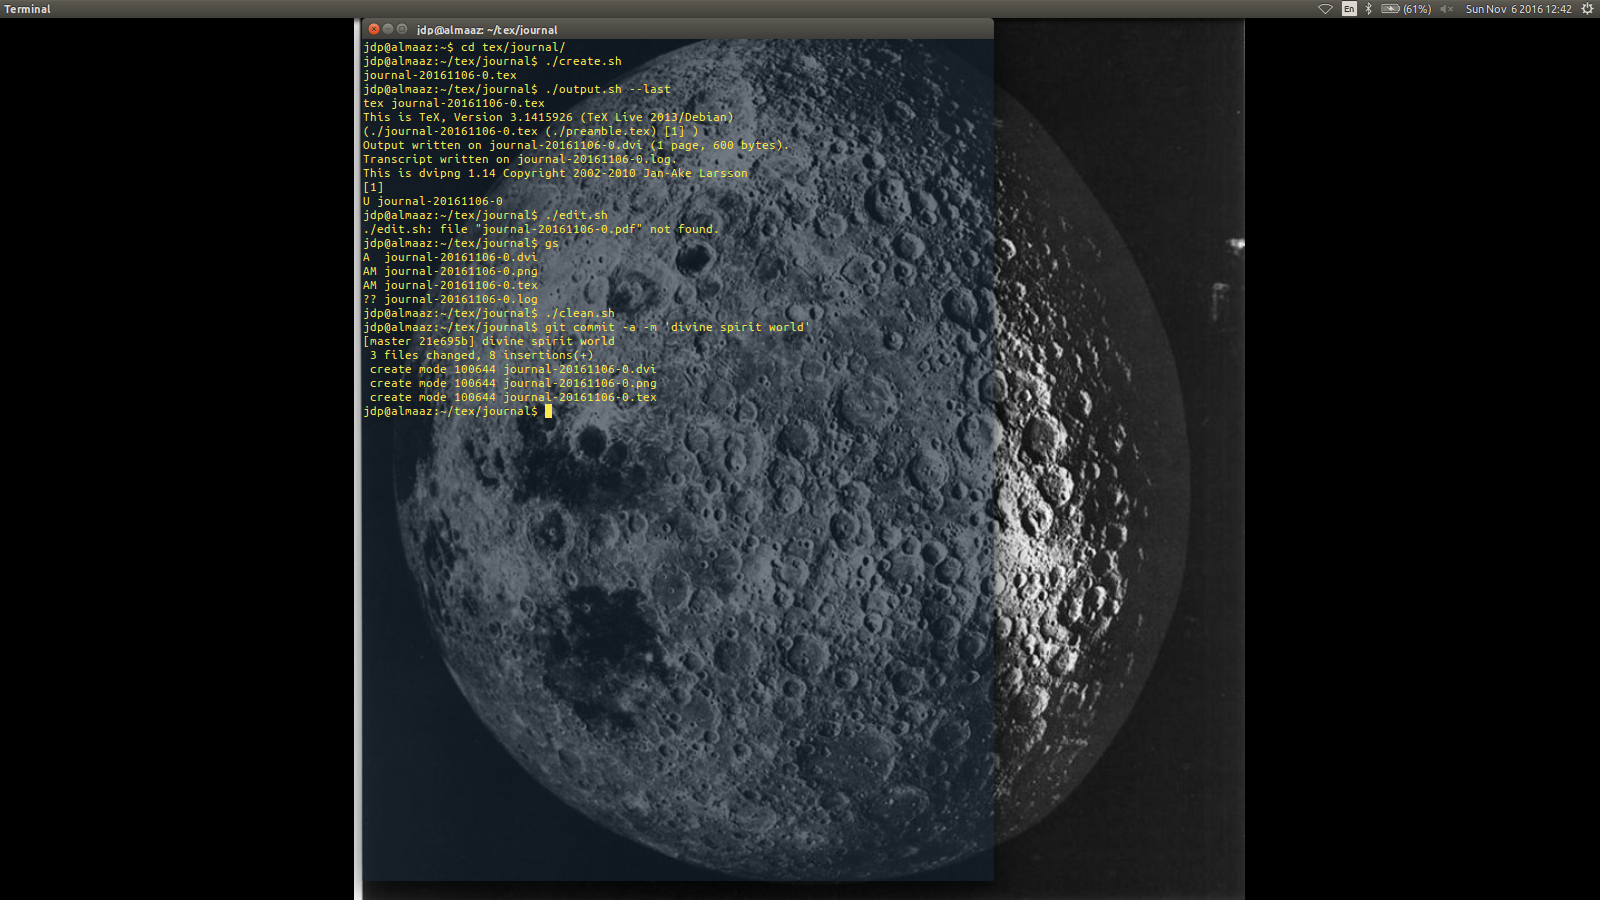 Terminal
En
(61%)
Sun Nov 6 2016 12:42
jdp@almaaz: ~/tex/journal
jdp@almaaz:~$ cd tex/journal/
jdp@almaaz:~/tex/journal$ ./create.sh
journal-20161106-0.tex
jdp@almaaz:~/tex/journal$ ./output.sh --last
tex journal-20161106-0.tex
This is TeX, Version 3.1415926 (TeX Live 2013/Debian)
(./journal-20161106-0.tex (./preamble.tex) [1] )
Output written on journal-20161106-0.dvi (1 page, 600 bytes).
Transcript written on journal-20161106-0.log.
This is dvipng 1.14 Copyright 2002-2010 Jan-Ake Larsson
[1]
U journal-20161106-0
jdp@almaaz:~/tex/journal$ ./edit.sh
./edit.sh: file "journal-20161106-0.pdf" not found.
jdp@almaaz:~/tex/journal$ gs
A  journal-20161106-0.dvi
AM journal-20161106-0.png
AM journal-20161106-0.tex
?? journal-20161106-0.log
jdp@almaaz:~/tex/journal$ ./clean.sh
jdp@almaaz:~/tex/journal$ git commit -a -m 'divine spirit world'
[master 21e695b] divine spirit world
 3 files changed, 8 insertions(+)
 create mode 100644 journal-20161106-0.dvi
 create mode 100644 journal-20161106-0.png
 create mode 100644 journal-20161106-0.tex
jdp@almaaz:~/tex/journal$